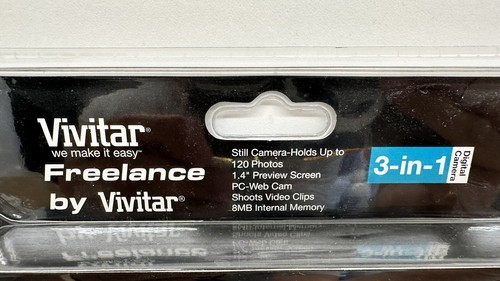 Vivitar®
we make it easy™
Freelance
by Vivitar®
Still Camera-Holds Up to
120 Photos
1.4" Preview Screen
PC-Web Cam
Shoots Video Clips
8MB Internal Memory
3-in-1
Digital
Camera